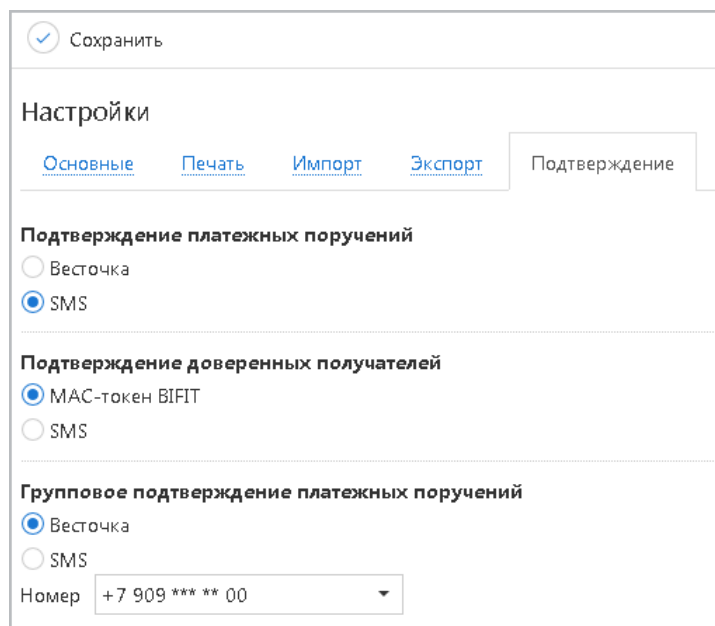 Сохранить
Настройки
Основные Печать Импорт Экспорт Подтверждение
Подтверждение платежных поручений
Весточка
SMS
Подтверждение доверенных получателей
MAC-токен BIFIT
SMS
Групповое подтверждение платежных поручений
Весточка
SMS
Номер +7 909 *** ** 00